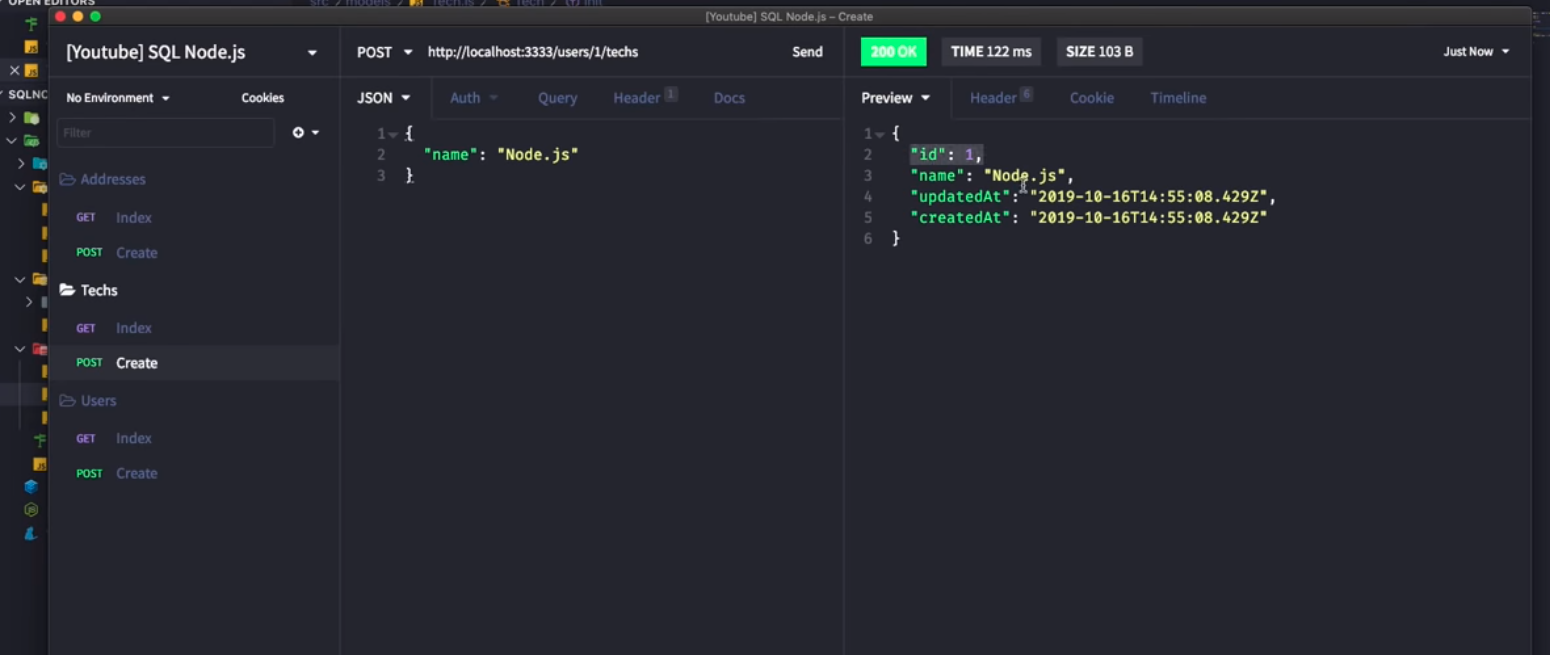 OPEN EDITORS
src / models / Tech.js / Tech / init
[Youtube] SQL Node.js – Create
[Youtube] SQL Node.js
POST http://localhost:3333/users/1/techs Send
200 OK TIME 122 ms SIZE 103 B Just Now
SQLNO
No Environment Cookies
JSON Auth Query Header 1 Docs
Preview Header 6 Cookie Timeline
Filter
1 {
2 "name": "Node.js"
3 }
1 {
2 "id": 1,
3 "name": "Node.js",
4 "updatedAt": "2019-10-16T14:55:08.429Z",
5 "createdAt": "2019-10-16T14:55:08.429Z"
6 }
Addresses
GET Index
POST Create
Techs
GET Index
POST Create
Users
GET Index
POST Create